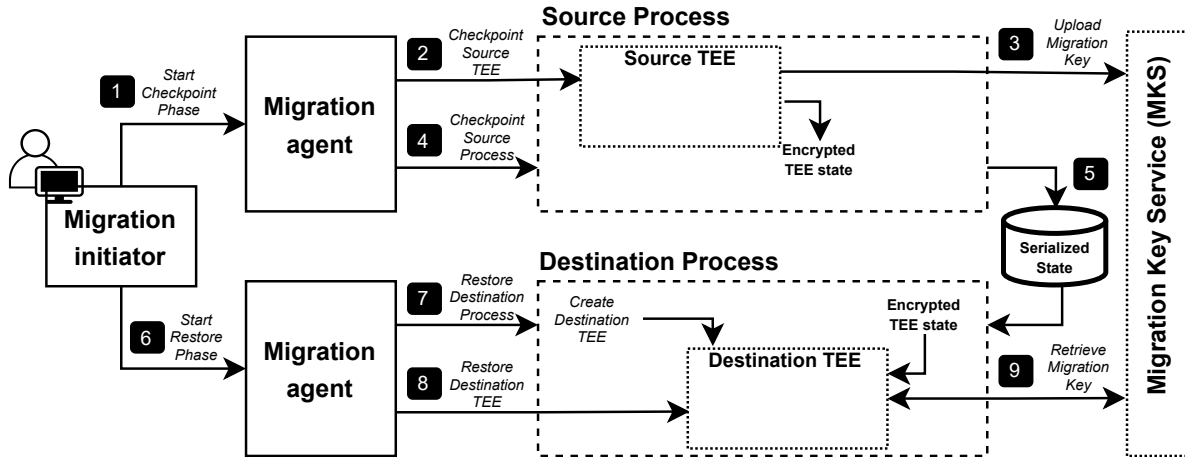 Source Process
1
Start
Checkpoint
Phase
Migration
agent
2
Checkpoint
Source
TEE
4
Checkpoint
Source
Process
Source TEE
Encrypted
TEE state
3
Upload
Migration
Key
5
Serialized
State
Migration Key Service (MKS)
Migration
initiator
6
Start
Restore
Phase
Migration
agent
7
Restore
Destination
Process
8
Restore
Destination
TEE
Destination Process
Create
Destination
TEE
Encrypted
TEE state
Destination TEE
9
Retrieve
Migration
Key